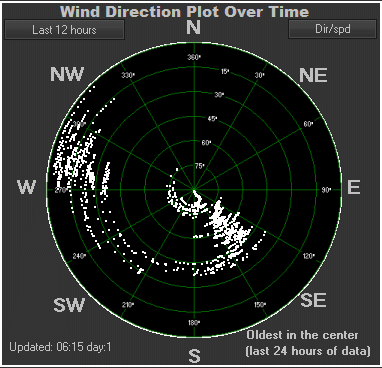 Wind Direction Plot Over Time
Last 12 hours
N
Dir/spd
NW
NE
360°
330°
15°
30°
45°
60°
60°
75°
W
270°
90°
E
240°
120°
SW
SE
210°
150°
180°
S
Oldest in the center
(last 24 hours of data)
Updated: 06:15 day:1